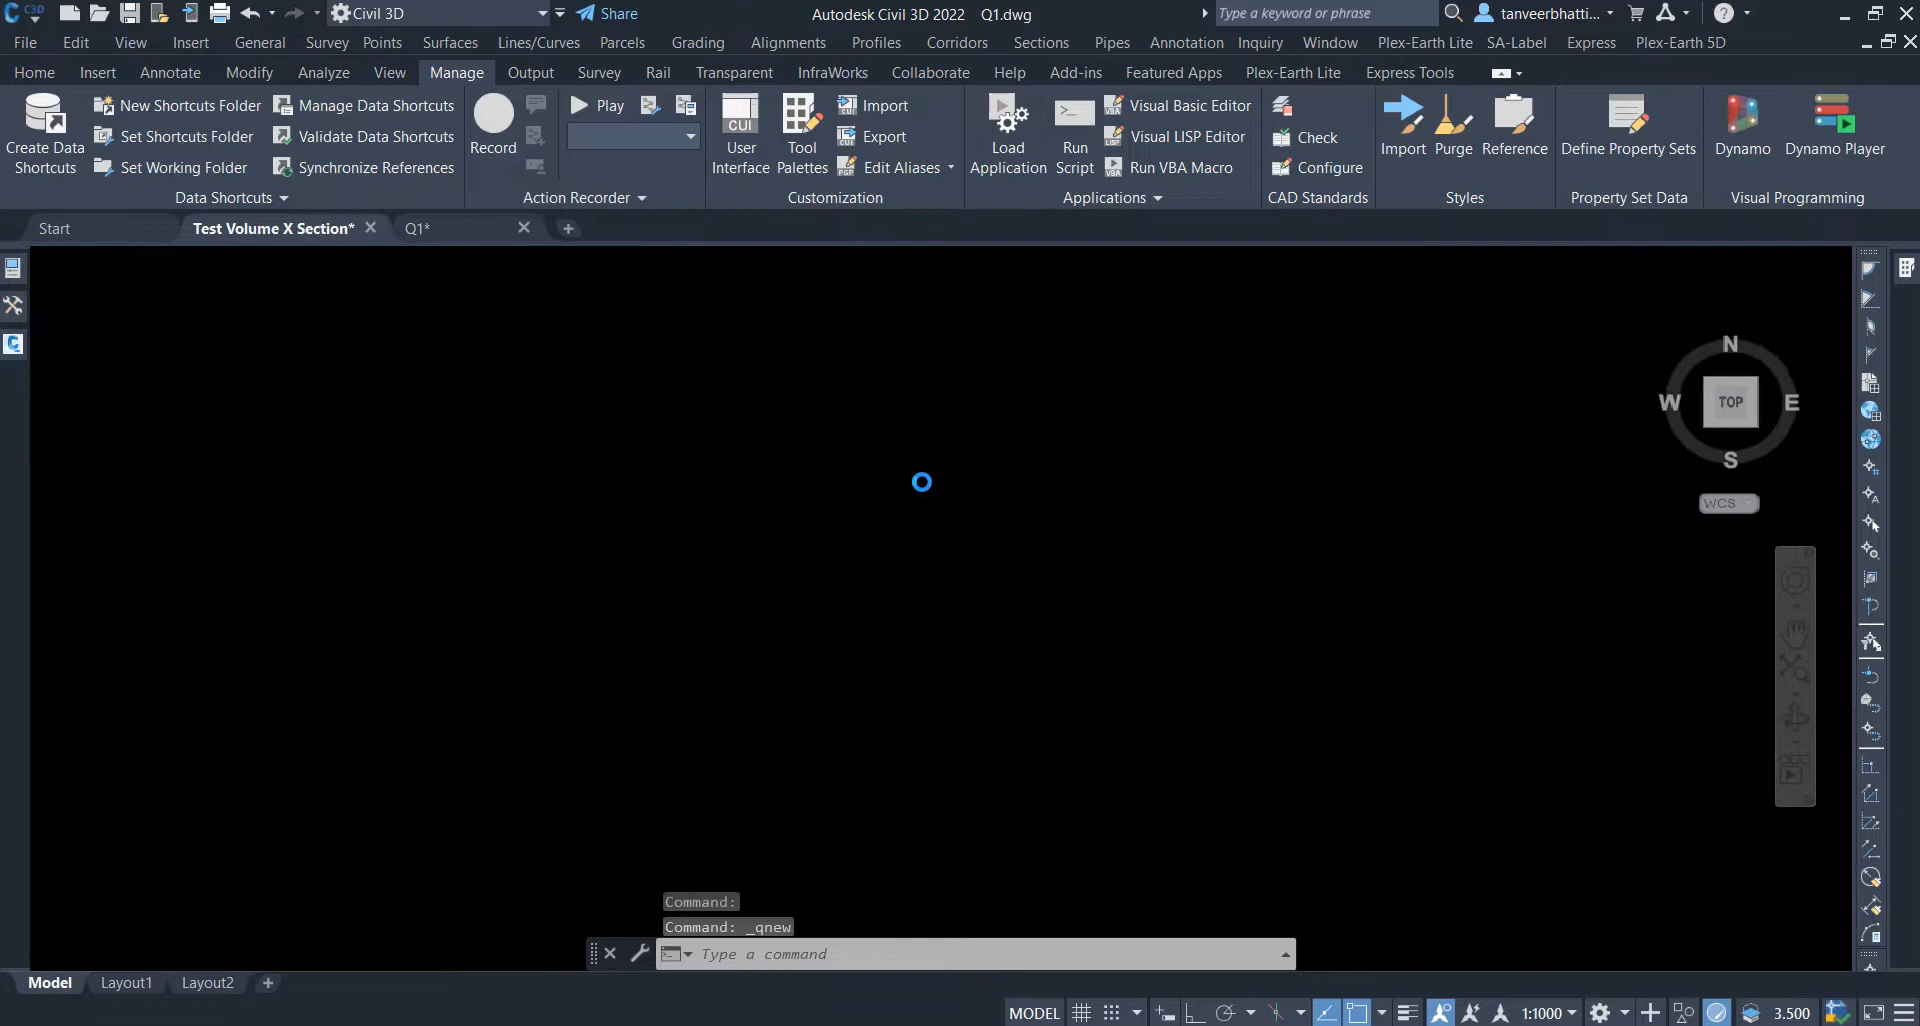 C3D Civil 3D Share Autodesk Civil 3D 2022 Q1.dwg Type a keyword or phrase tanveerbhatti...
File Edit View Insert General Survey Points Surfaces Lines/Curves Parcels Grading Alignments Profiles Corridors Sections Pipes Annotation Inquiry Window Plex-Earth Lite SA-Label Express Plex-Earth 5D
Home Insert Annotate Modify Analyze View Manage Output Survey Rail Transparent InfraWorks Collaborate Help Add-ins Featured Apps Plex-Earth Lite Express Tools
Create Data Shortcuts
New Shortcuts Folder
Set Shortcuts Folder
Set Working Folder
Manage Data Shortcuts
Validate Data Shortcuts
Synchronize References
Data Shortcuts
Record
Play
Action Recorder
CUI
User Interface
Tool Palettes
Import
Export
Edit Aliases
Customization
Load Application
Run Script
Visual Basic Editor
Visual LISP Editor
Run VBA Macro
Applications
Check
Configure
CAD Standards
Import
Purge
Reference
Styles
Define Property Sets
Property Set Data
Dynamo
Dynamo Player
Visual Programming
Start Test Volume X Section* Q1*
N
W TOP E
S
WCS
Command:
Command: _qnew
Type a command
Model Layout1 Layout2
MODEL 1:1000 3.500